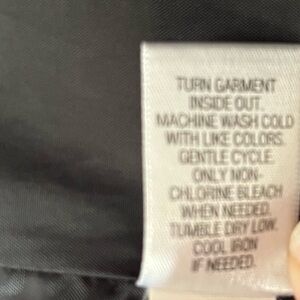 TURN GARMENT
INSIDE OUT.
MACHINE WASH COLD
WITH LIKE COLORS.
GENTLE CYCLE.
ONLY NON-
CHLORINE BLEACH
WHEN NEEDED.
TUMBLE DRY LOW.
COOL IRON
IF NEEDED.